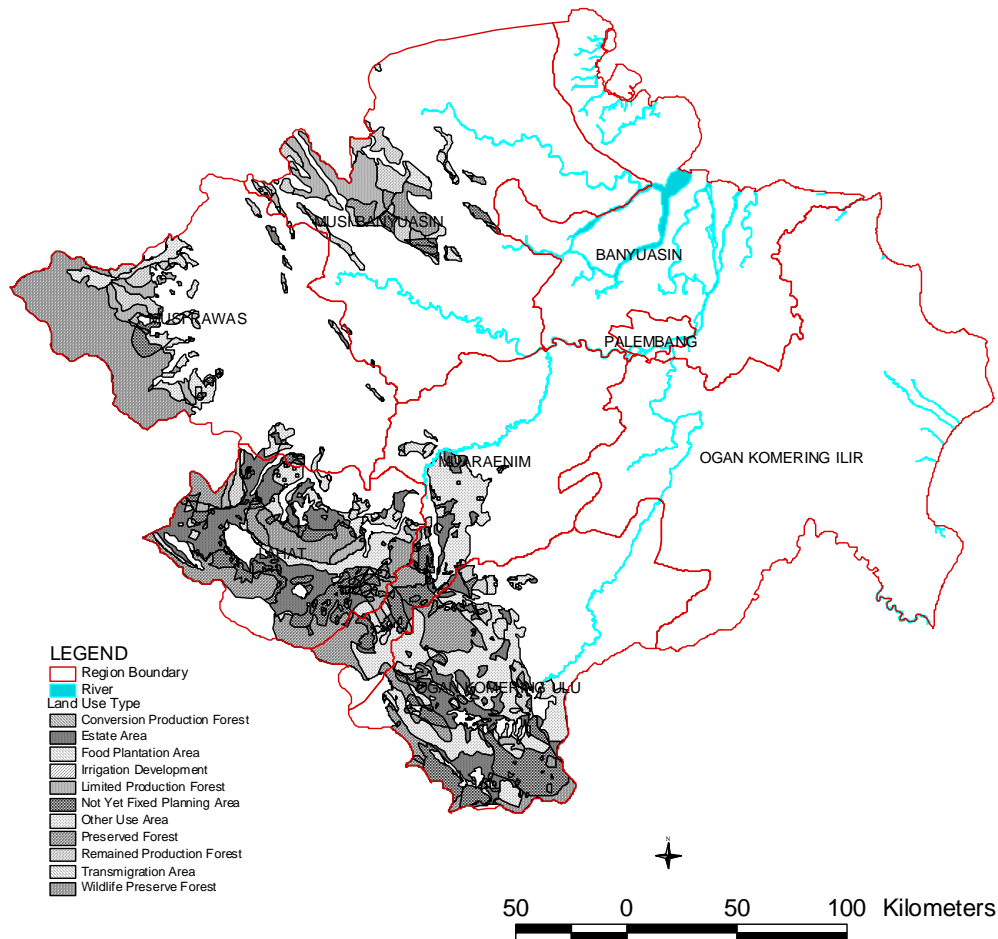 MUSI BANYUASIN
BANYUASIN
MUSI RAWAS
PALEMBANG
MUARAENIM
OGAN KOMERING ILIR
LAHAT
OGAN KOMERING ULU
LEGEND
Region Boundary
River
Land Use Type
Conversion Production Forest
Estate Area
Food Plantation Area
Irrigation Development
Limited Production Forest
Not Yet Fixed Planning Area
Other Use Area
Preserved Forest
Remained Production Forest
Transmigration Area
Wildlife Preserve Forest
N
50 0 50 100 Kilometers